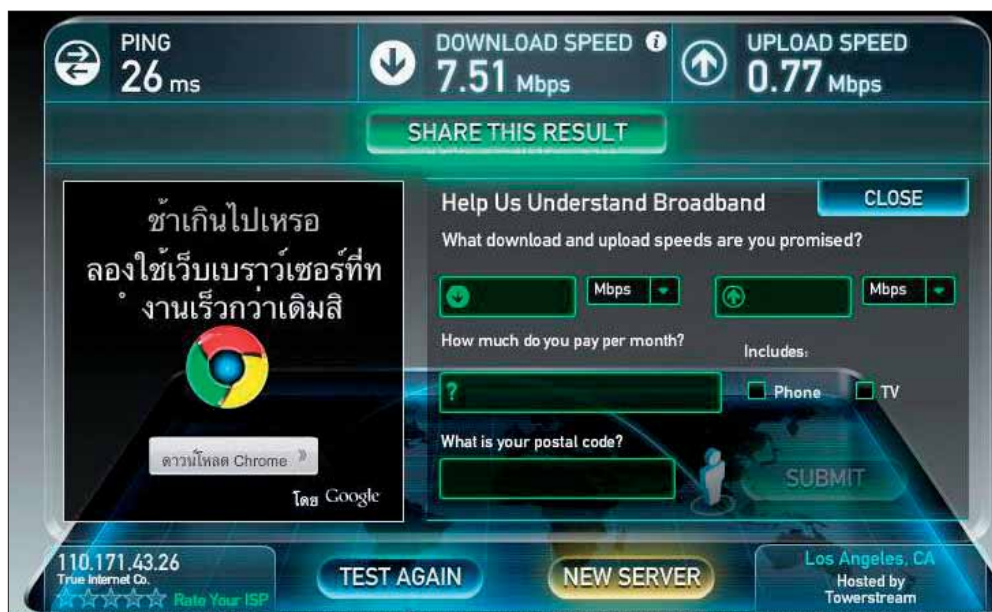 PING
26 ms
DOWNLOAD SPEED i
7.51 Mbps
UPLOAD SPEED
0.77 Mbps
SHARE THIS RESULT
ช้าเกินไปเหรอ
ลองใช้เว็บเบราว์เซอร์ที่ท
ํ งานเร็วกว่าเดิมสิ
ดาวน์โหลด Chrome »
โดย Google
Help Us Understand Broadband
CLOSE
What download and upload speeds are you promised?
Mbps
Mbps
How much do you pay per month?
Includes:
?
Phone
TV
What is your postal code?
SUBMIT
110.171.43.26
True Internet Co.
Rate Your ISP
TEST AGAIN
NEW SERVER
Los Angeles, CA
Hosted by
Towerstream